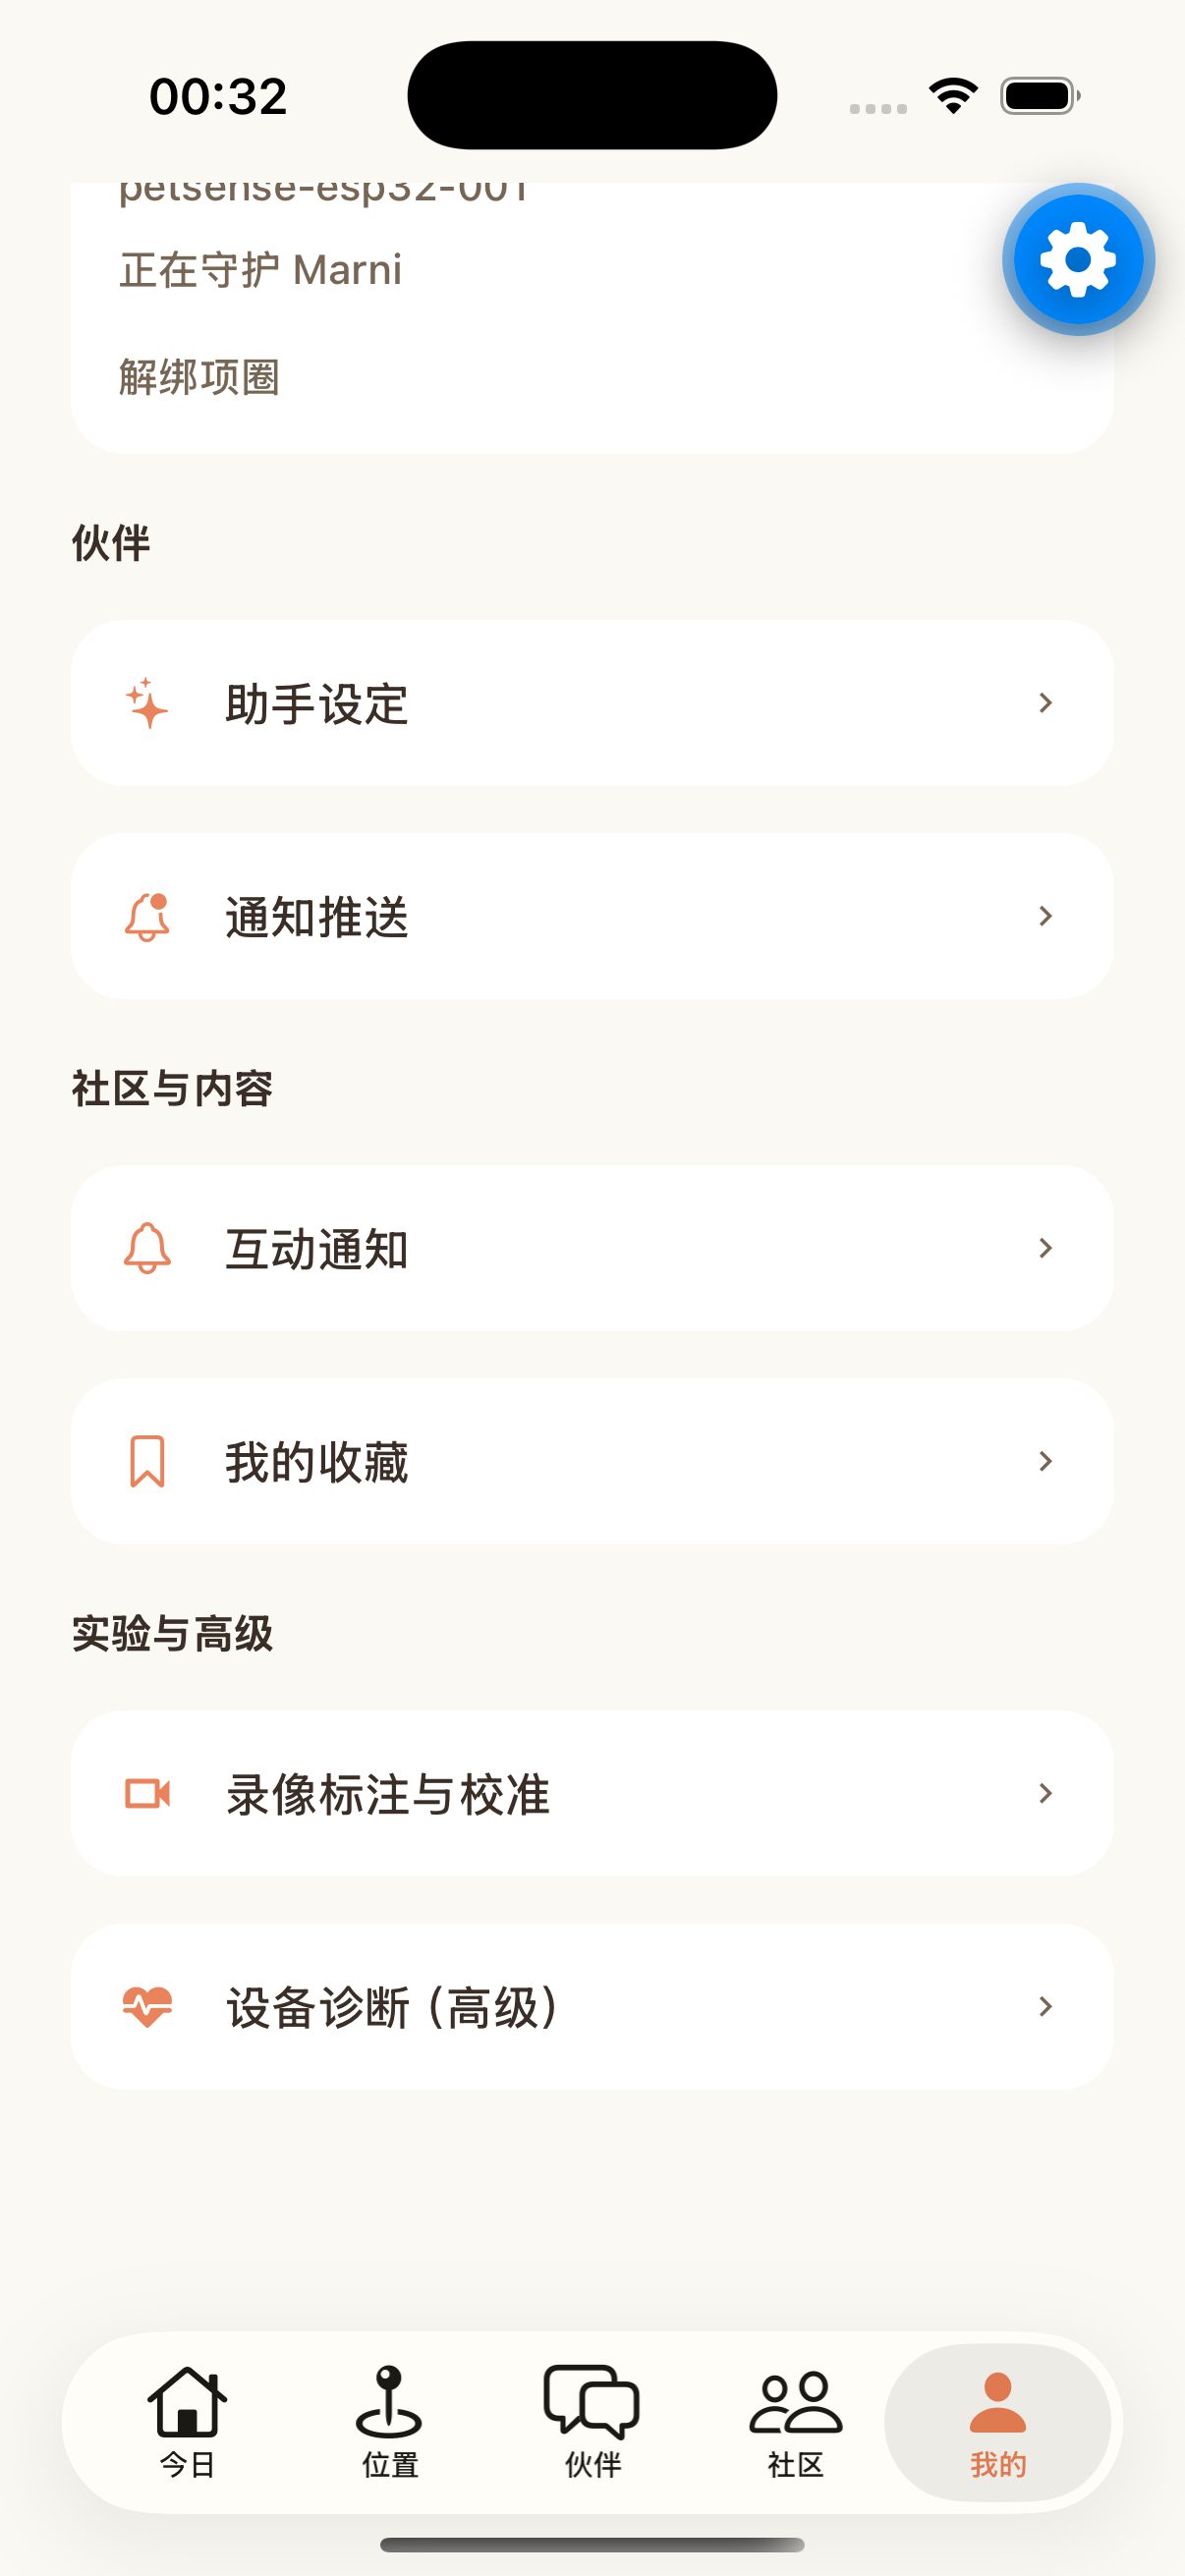 00:32
petsense-esp32-001
正在守护 Marni
解绑项圈
伙伴
助手设定
通知推送
社区与内容
互动通知
我的收藏
实验与高级
录像标注与校准
设备诊断（高级）
今日
位置
伙伴
社区
我的